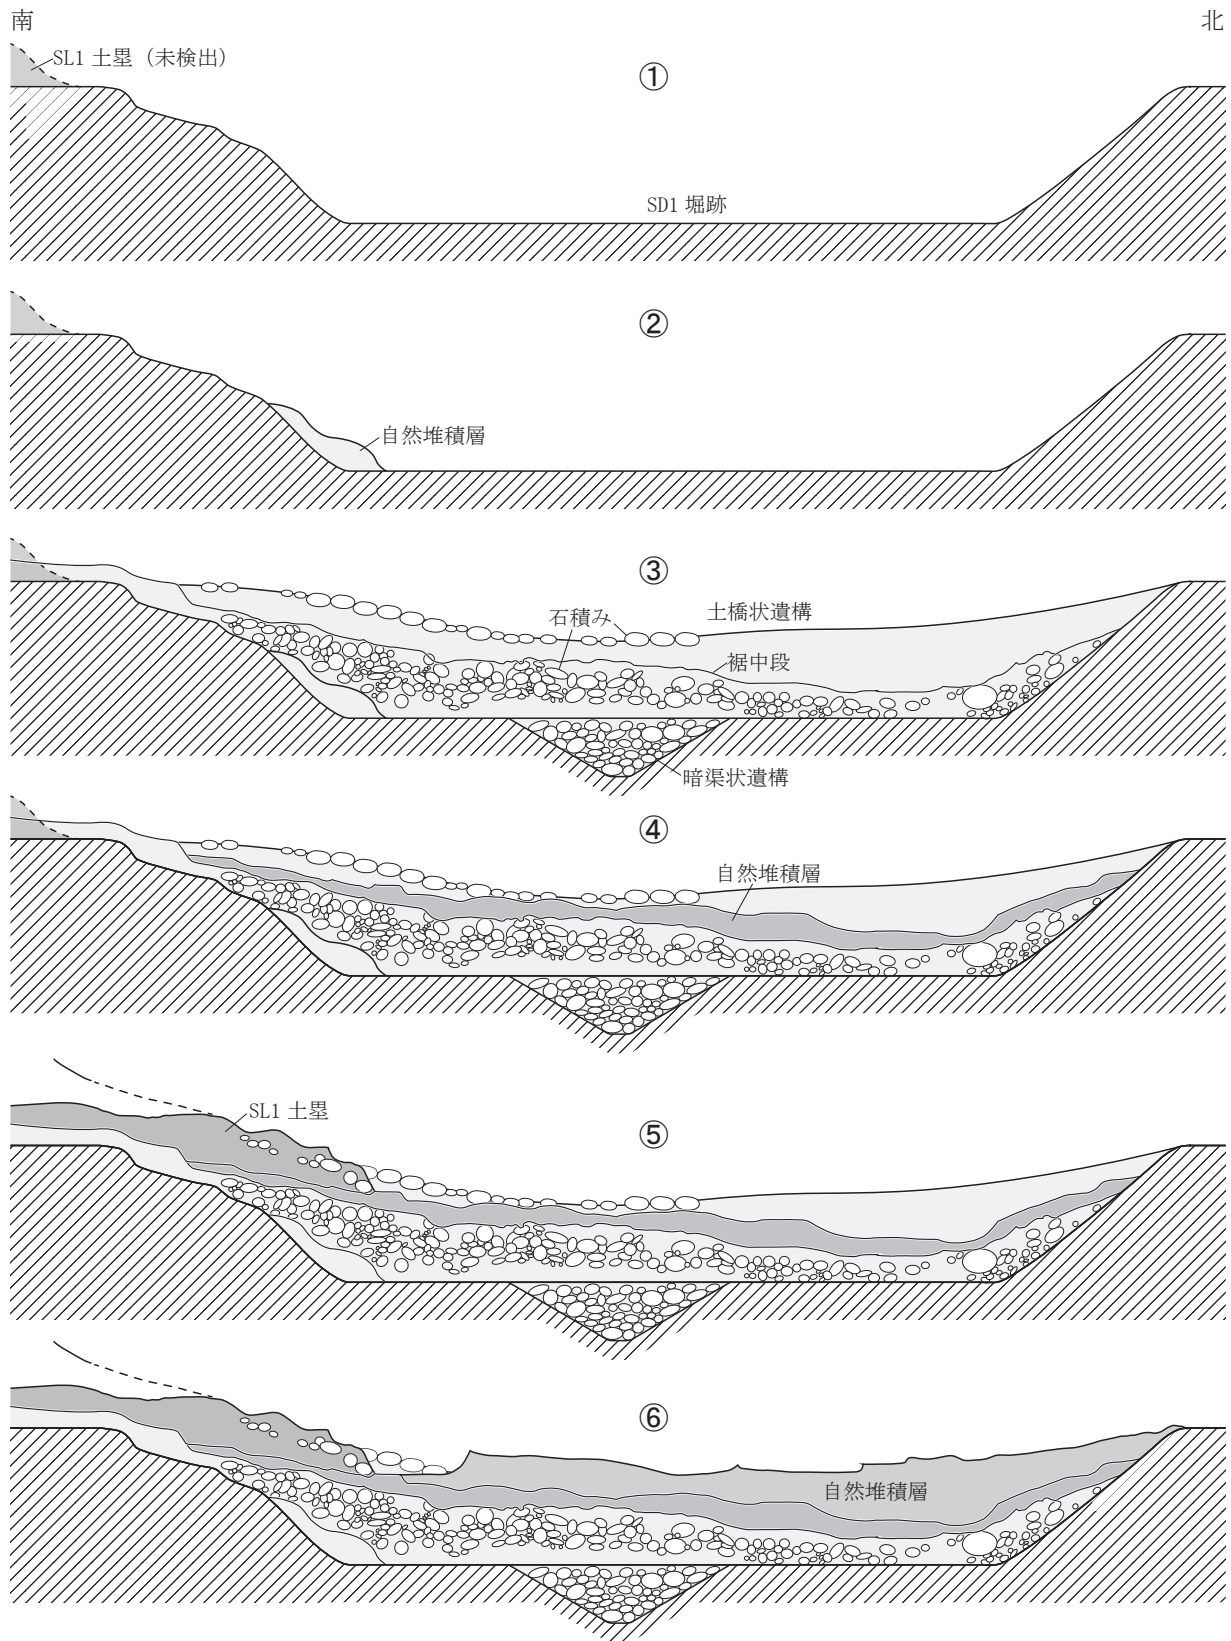 南
北
SL1 土塁（未検出）
①
SD1 堀跡
②
自然堆積層
③
石積み
土橋状遺構
裾中段
暗渠状遺構
④
自然堆積層
SL1 土塁
⑤
⑥
自然堆積層